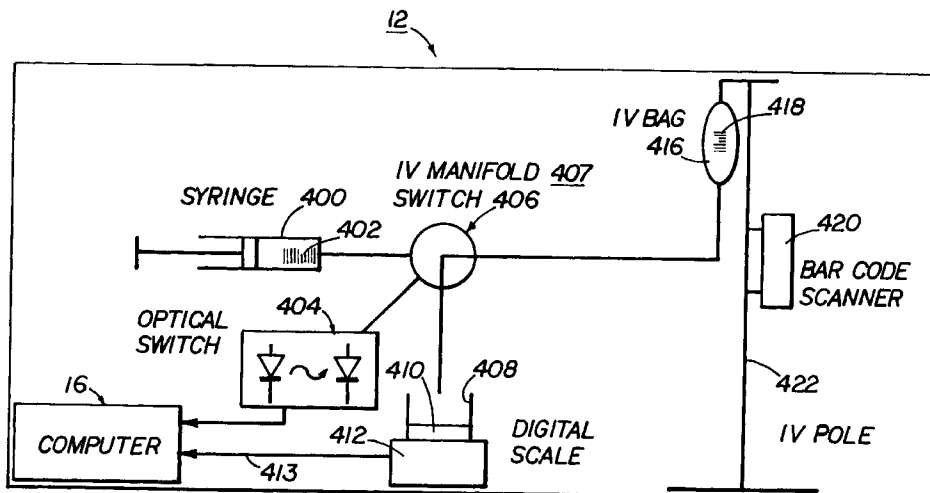 12
IV BAG
416
418
IV MANIFOLD 407
SWITCH 406
SYRINGE
400
402
420
BAR CODE
SCANNER
OPTICAL
SWITCH
404
410
408
422
16
COMPUTER
412
413
DIGITAL
SCALE
IV POLE